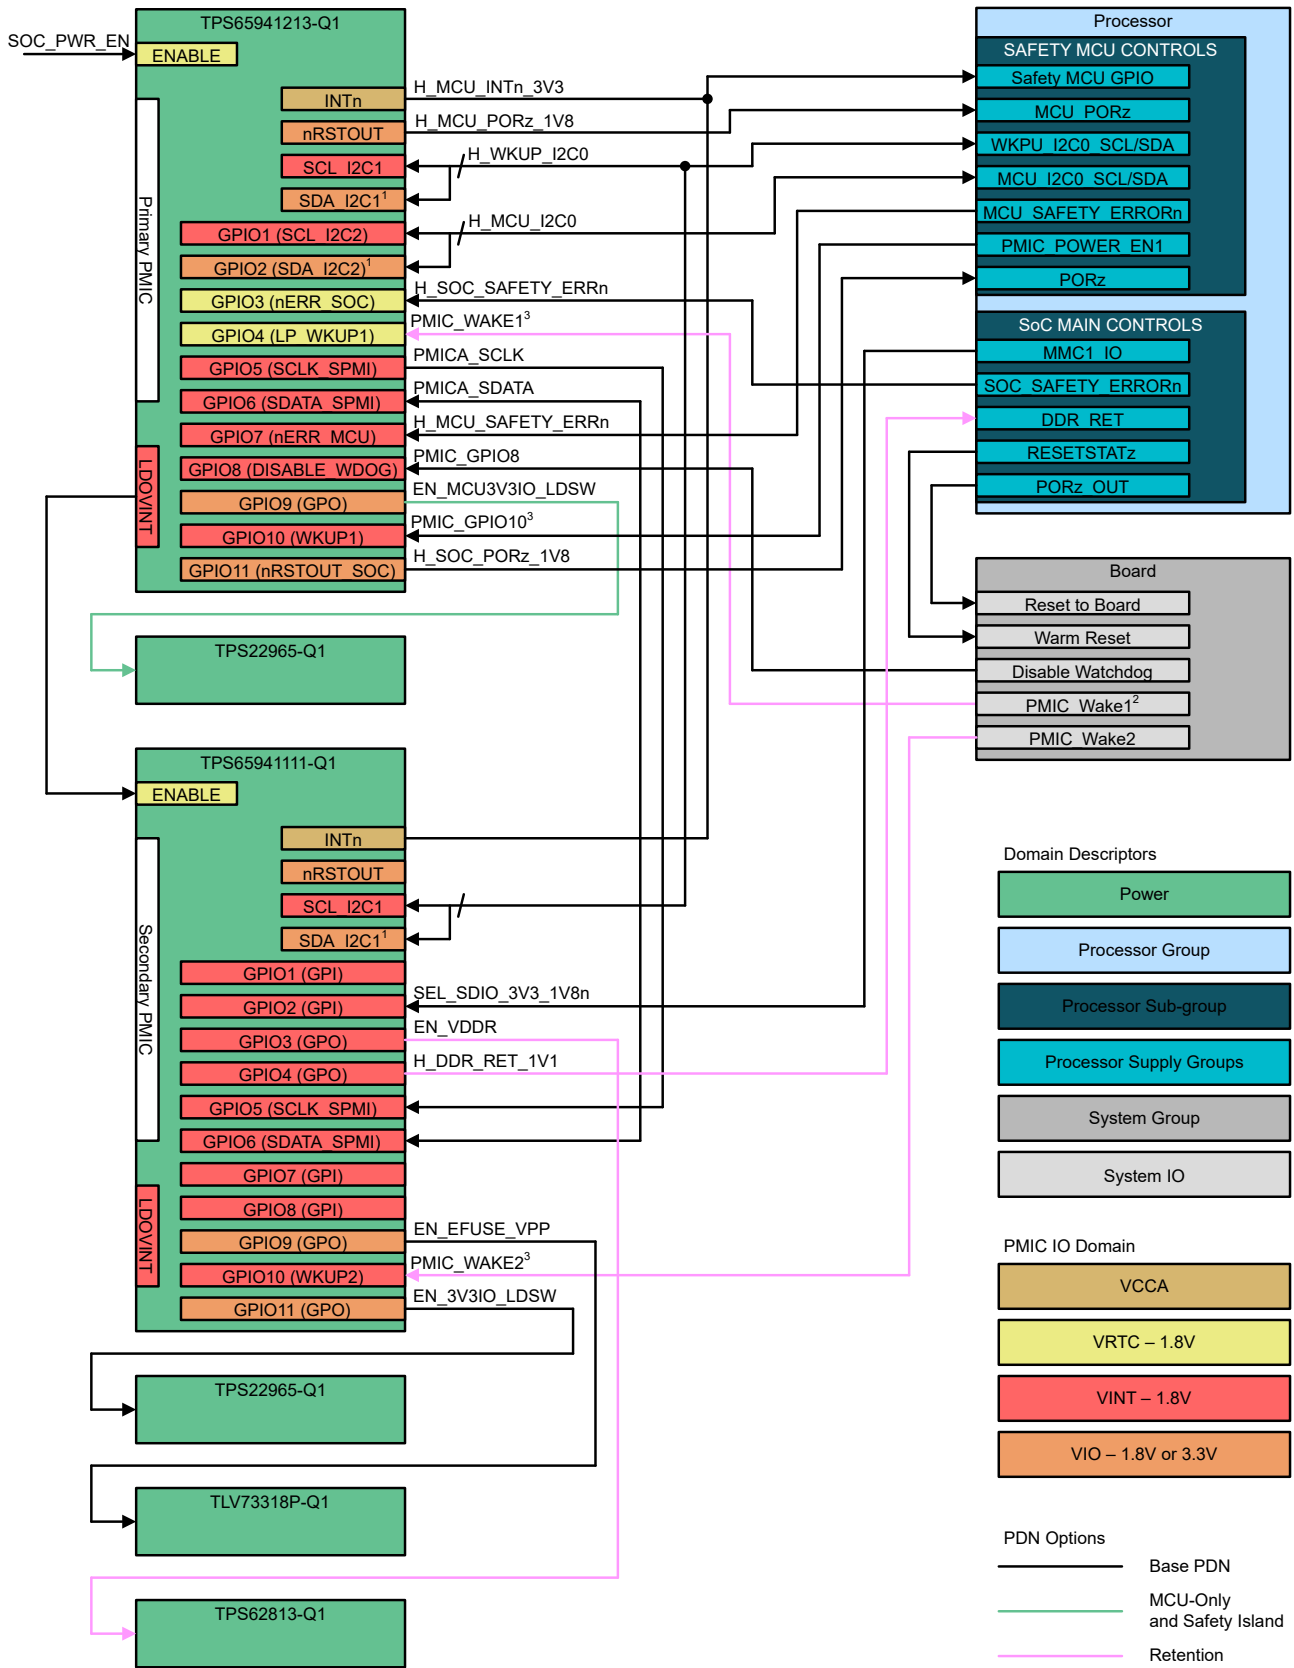 SOC_PWR_EN
TPS65941213-Q1
ENABLE
Primary PMIC
LDOVINT
INTn
nRSTOUT
SCL_I2C1
SDA_I2C1¹
GPIO1 (SCL_I2C2)
GPIO2 (SDA_I2C2)¹
GPIO3 (nERR_SOC)
GPIO4 (LP_WKUP1)
GPIO5 (SCLK_SPMI)
GPIO6 (SDATA_SPMI)
GPIO7 (nERR_MCU)
GPIO8 (DISABLE_WDOG)
GPIO9 (GPO)
GPIO10 (WKUP1)
GPIO11 (nRSTOUT_SOC)
H_MCU_INTn_3V3
H_MCU_PORz_1V8
H_WKUP_I2C0
H_MCU_I2C0
H_SOC_SAFETY_ERRn
PMIC_WAKE1³
PMICA_SCLK
PMICA_SDATA
H_MCU_SAFETY_ERRn
PMIC_GPIO8
EN_MCU3V3IO_LDSW
PMIC_GPIO10³
H_SOC_PORz_1V8
TPS22965-Q1
TPS65941111-Q1
ENABLE
Secondary PMIC
LDOVINT
INTn
nRSTOUT
SCL_I2C1
SDA_I2C1¹
GPIO1 (GPI)
GPIO2 (GPI)
GPIO3 (GPO)
GPIO4 (GPO)
GPIO5 (SCLK_SPMI)
GPIO6 (SDATA_SPMI)
GPIO7 (GPI)
GPIO8 (GPI)
GPIO9 (GPO)
GPIO10 (WKUP2)
GPIO11 (GPO)
SEL_SDIO_3V3_1V8n
EN_VDDR
H_DDR_RET_1V1
EN_EFUSE_VPP
PMIC_WAKE2³
EN_3V3IO_LDSW
TPS22965-Q1
TLV73318P-Q1
TPS62813-Q1
Processor
SAFETY MCU CONTROLS
Safety MCU GPIO
MCU_PORz
WKPU_I2C0_SCL/SDA
MCU_I2C0_SCL/SDA
MCU_SAFETY_ERRORn
PMIC_POWER_EN1
PORz
SoC MAIN CONTROLS
MMC1_IO
SOC_SAFETY_ERRORn
DDR_RET
RESETSTATz
PORz_OUT
Board
Reset to Board
Warm Reset
Disable Watchdog
PMIC_Wake1²
PMIC_Wake2
Domain Descriptors
Power
Processor Group
Processor Sub-group
Processor Supply Groups
System Group
System IO
PMIC IO Domain
VCCA
VRTC – 1.8V
VINT – 1.8V
VIO – 1.8V or 3.3V
PDN Options
Base PDN
MCU-Only
and Safety Island
Retention